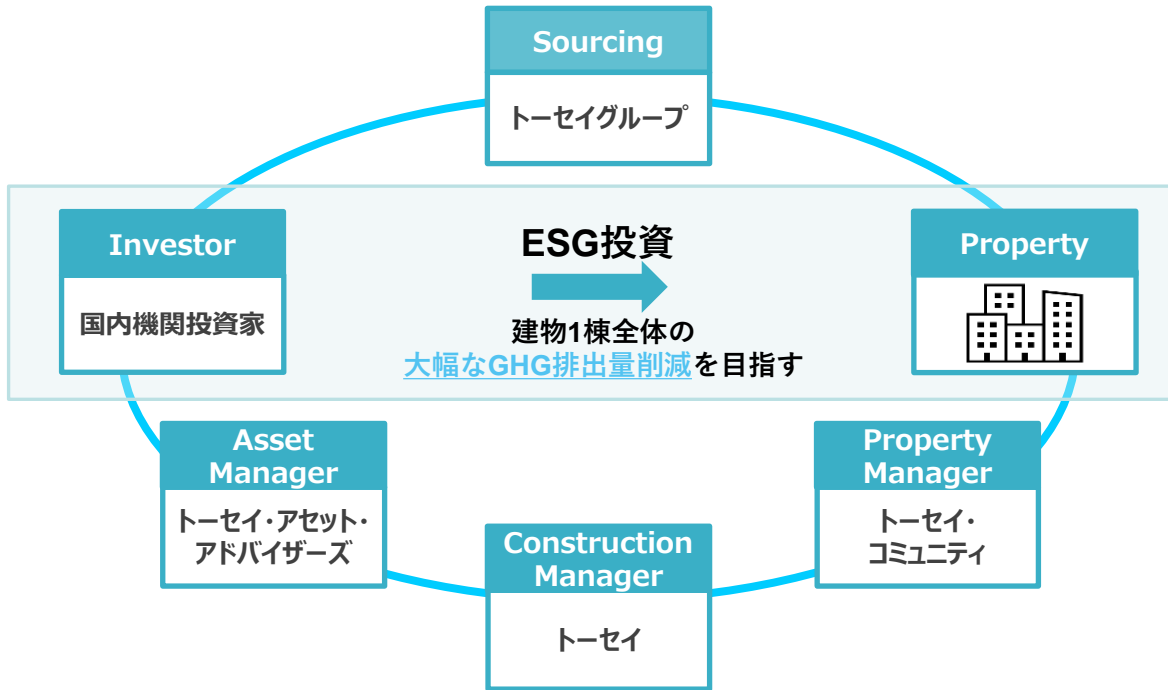 Sourcing
トーセイグループ
Investor
国内機関投資家
ESG投資
建物1棟全体の
大幅なGHG排出量削減を目指す
Property
Asset
Manager
トーセイ・アセット・
アドバイザーズ
Construction
Manager
トーセイ
Property
Manager
トーセイ・
コミュニティ